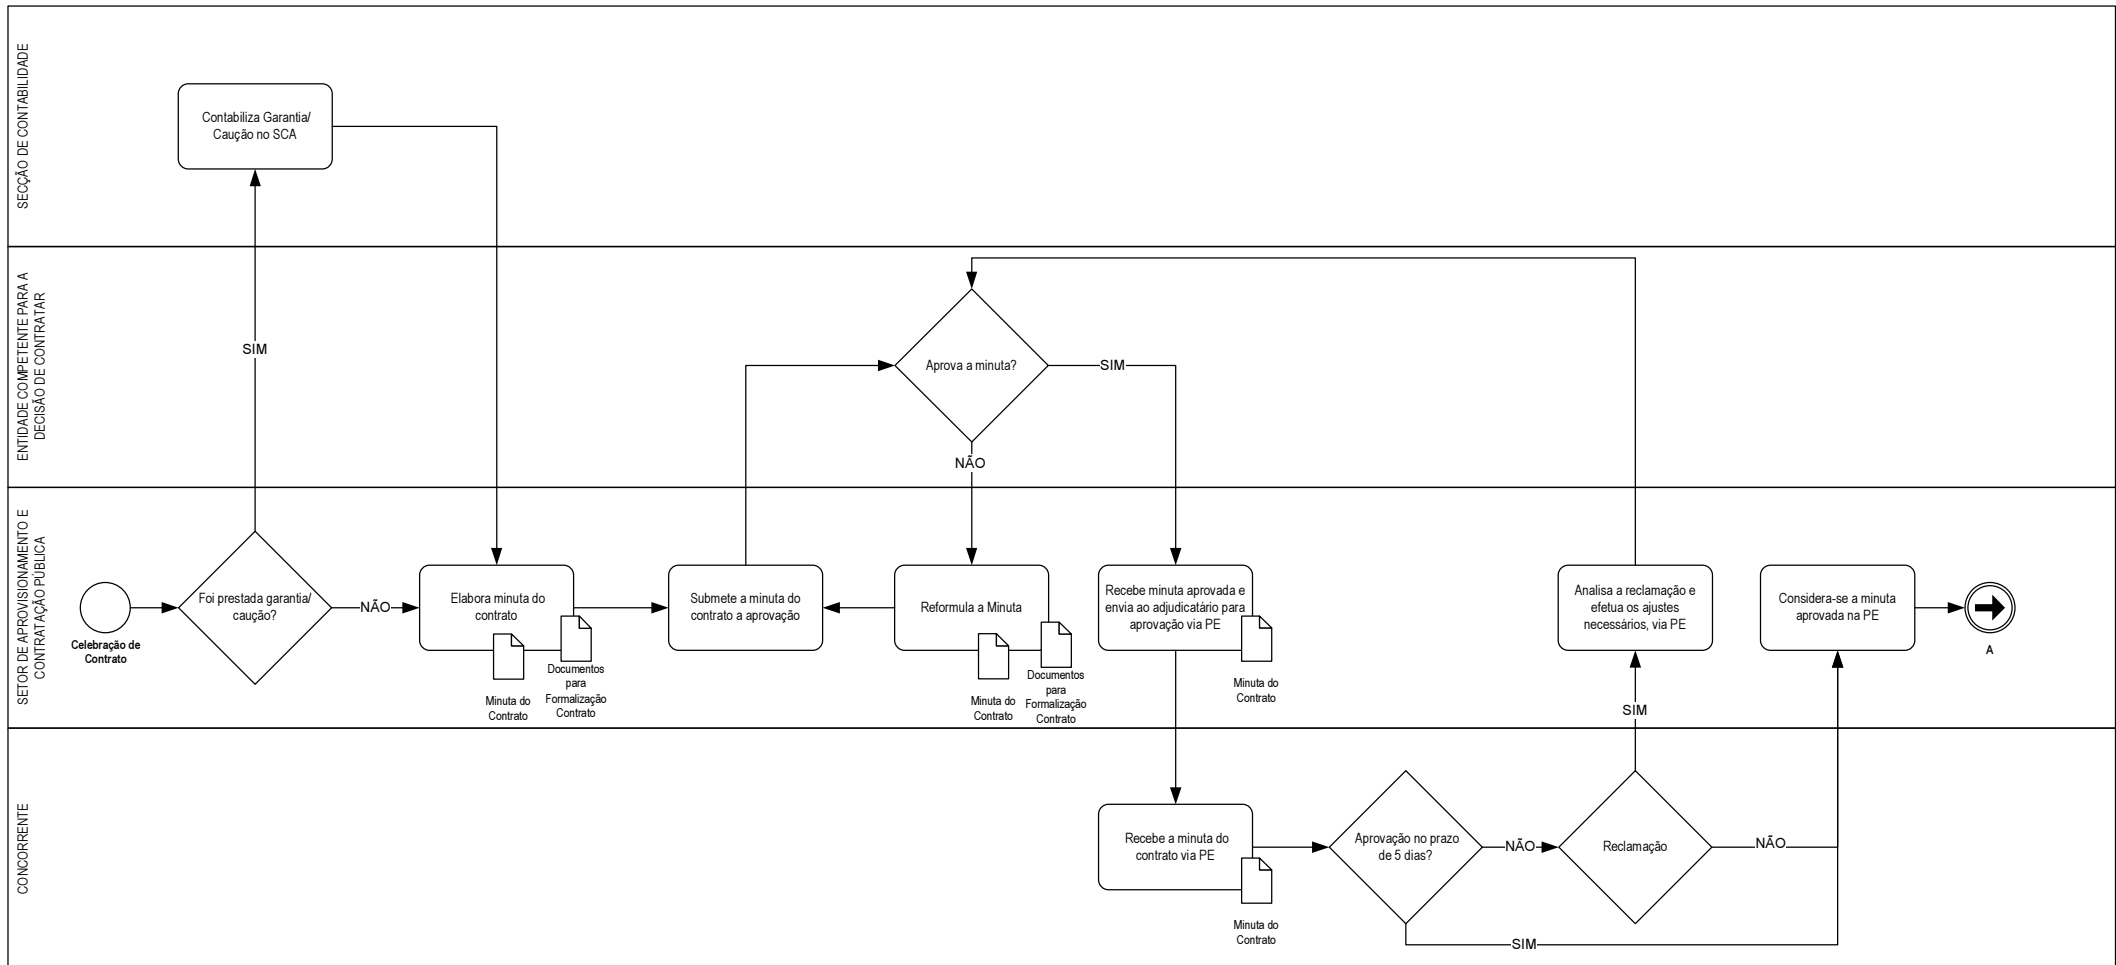 SECÇÃO DE CONTABILIDADE
Contabiliza Garantia/
Caução no SCA
ENTIDADE COMPETENTE PARA A
DECISÃO DE CONTRATAR
SIM
Aprova a minuta?
SIM
NÃO
SETOR DE APROVISIONAMENTO E
CONTRATAÇÃO PÚBLICA
Celebração de
Contrato
Foi prestada garantia/
caução?
NÃO
Elabora minuta do
contrato
Minuta do
Contrato
Documentos
para
Formalização
Contrato
Submete a minuta do
contrato a aprovação
Reformula a Minuta
Minuta do
Contrato
Documentos
para
Formalização
Contrato
Recebe minuta aprovada e
envia ao adjudicatário para
aprovação via PE
Minuta do
Contrato
Analisa a reclamação e
efetua os ajustes
necessários, via PE
SIM
Considera-se a minuta
aprovada na PE
A
CONCORRENTE
Recebe a minuta do
contrato via PE
Minuta do
Contrato
Aprovação no prazo
de 5 dias?
NÃO
Reclamação
NÃO
SIM